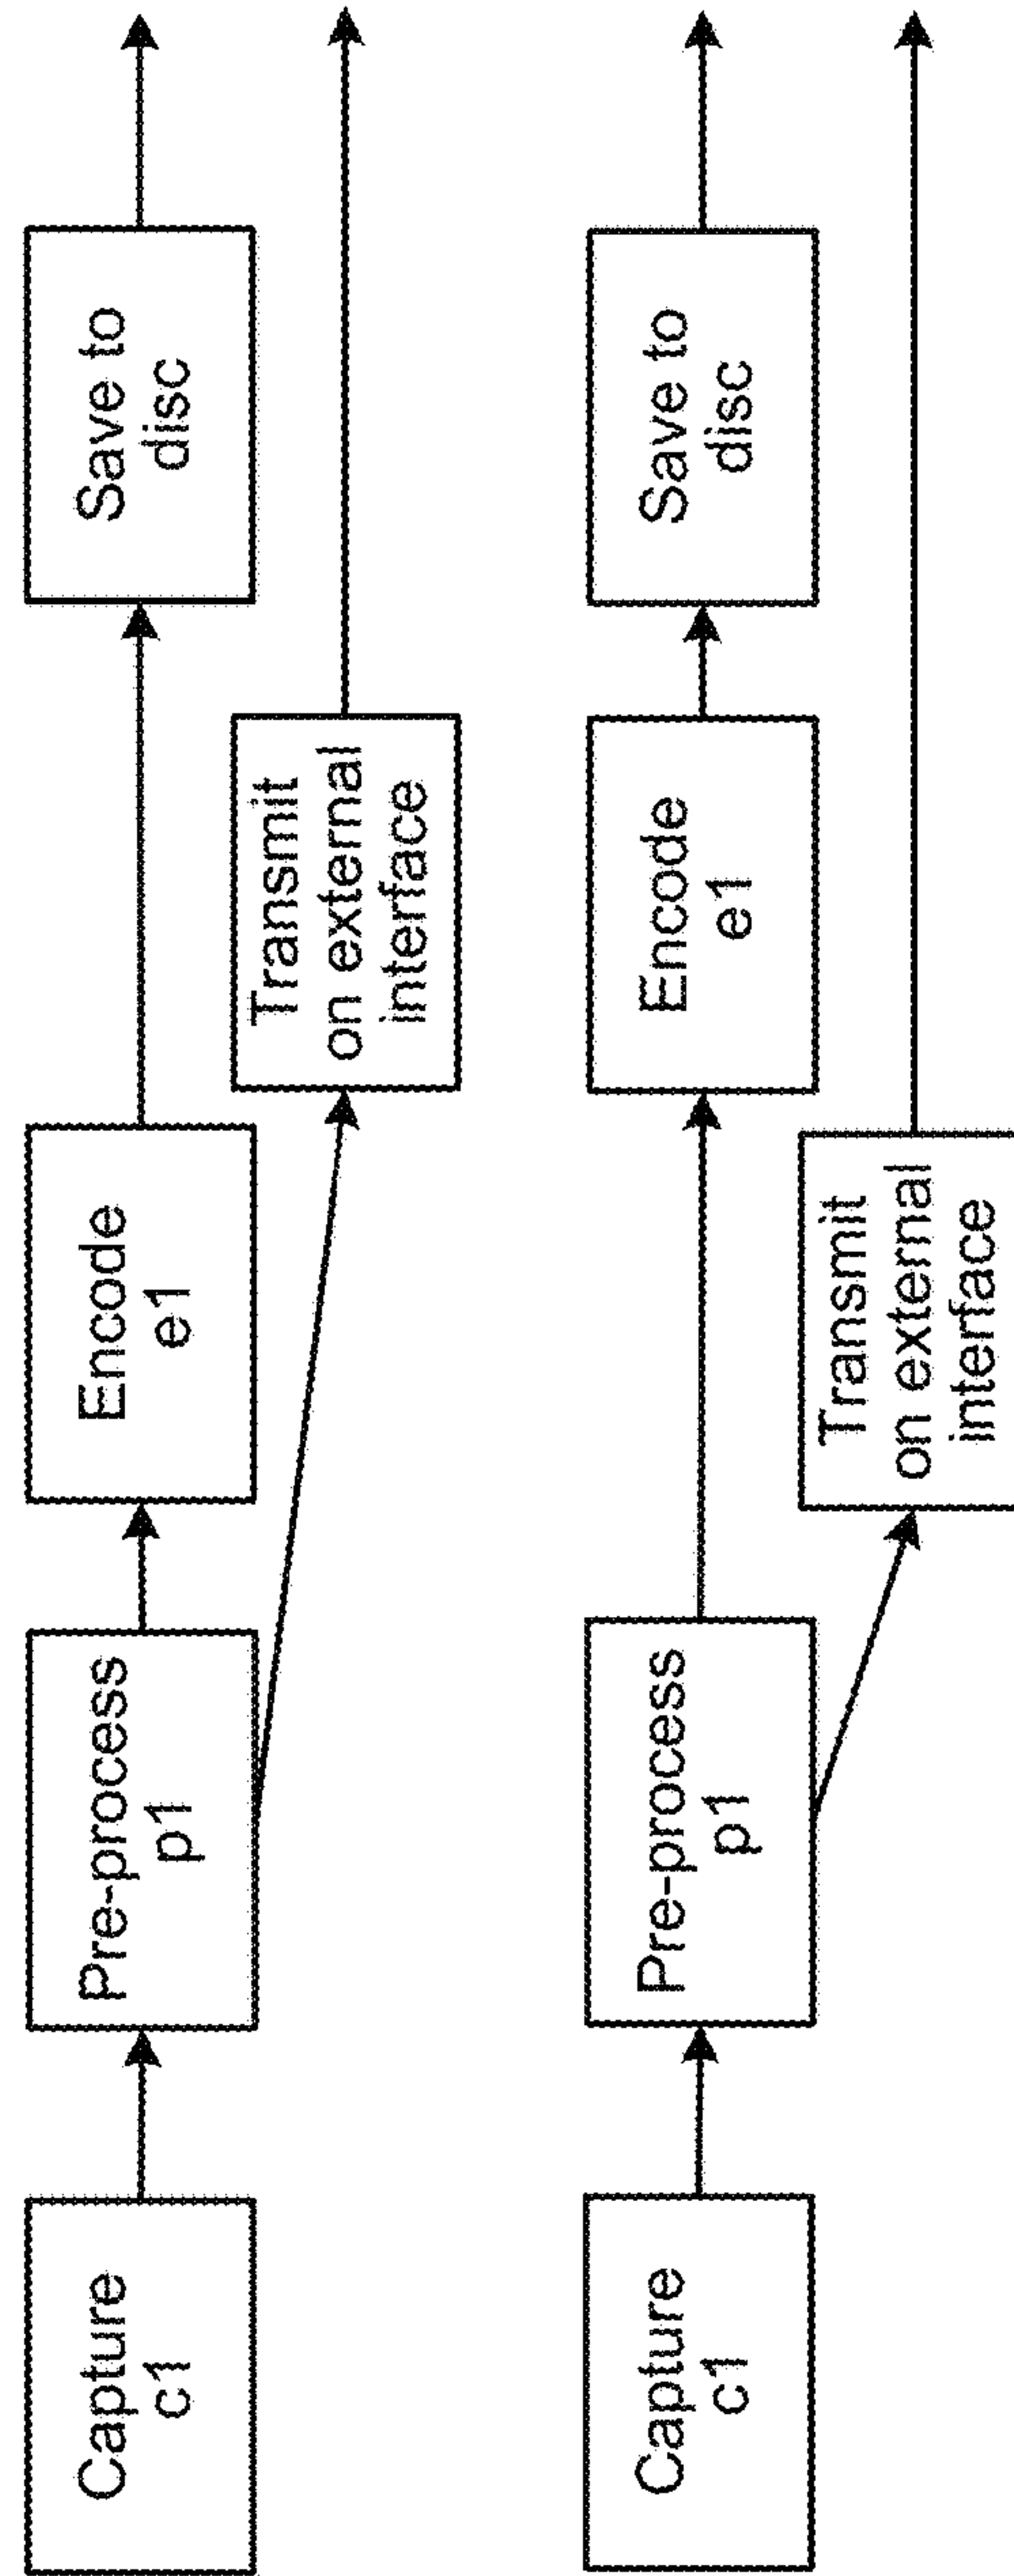 Capture
c1
Pre-process
p1
Encode
e1
Transmit
on external
interface
Save to
disc
Capture
c1
Pre-process
p1
Transmit
on external
interface
Encode
e1
Save to
disc